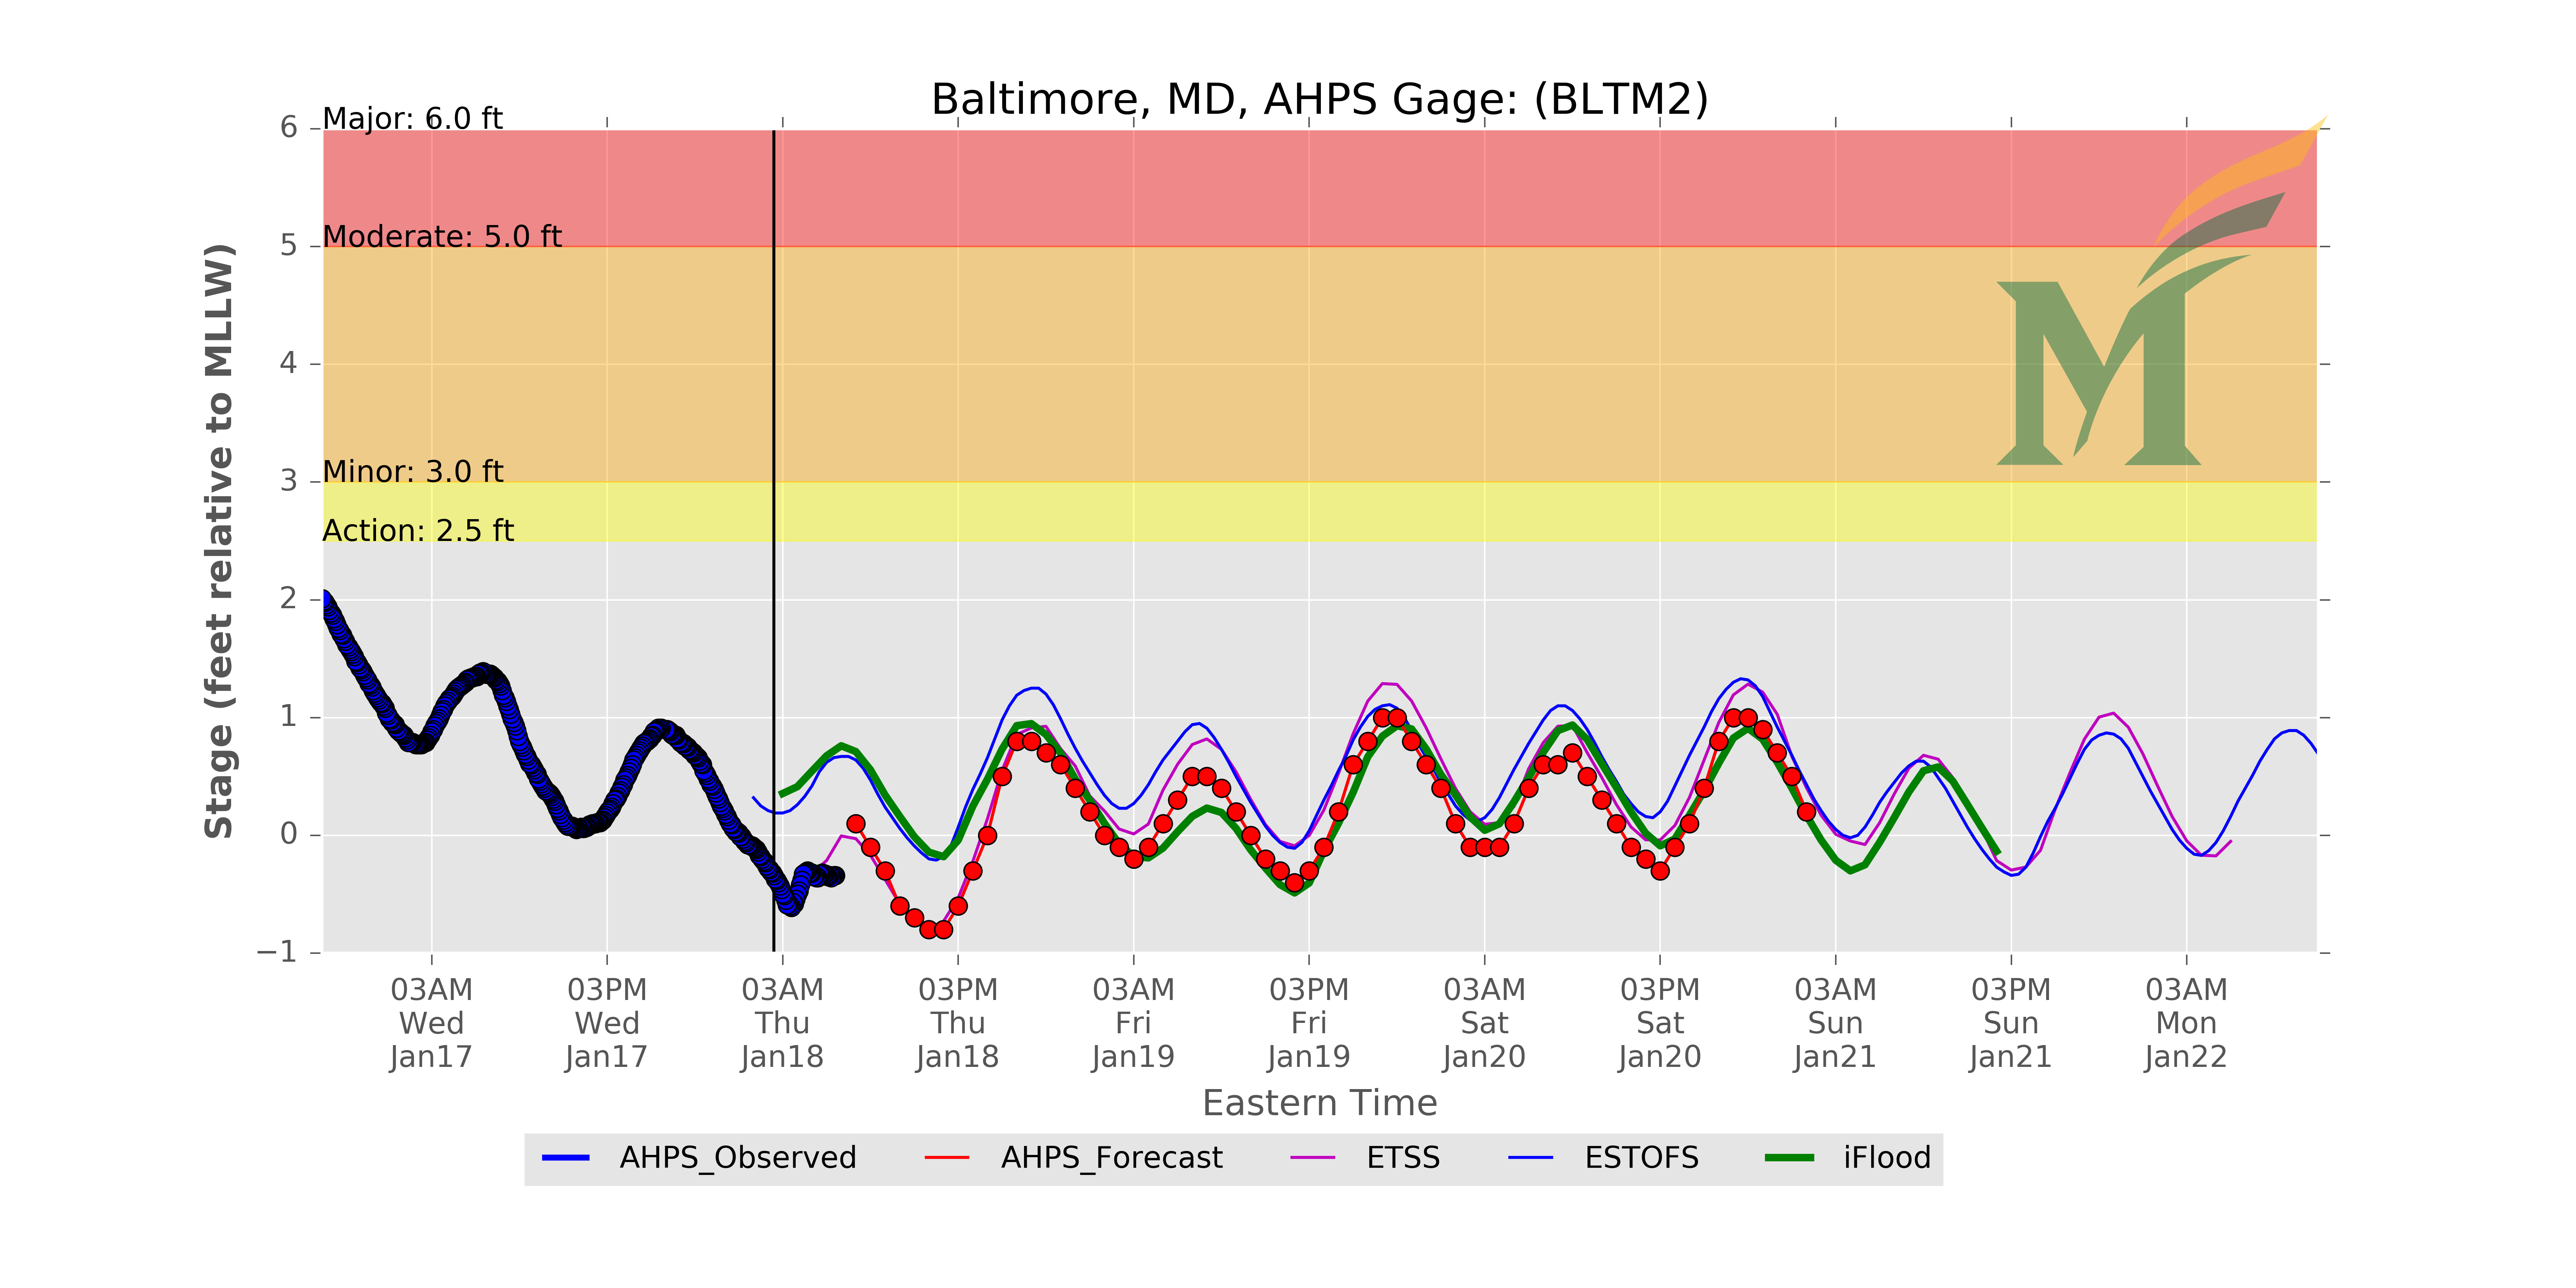 Baltimore, MD, AHPS Gage: (BLTM2)
Major: 6.0 ft
Moderate: 5.0 ft
Minor: 3.0 ft
Action: 2.5 ft
Stage (feet relative to MLLW)
6
5
4
3
2
1
0
−1
03AM 03PM 03AM 03PM 03AM 03PM 03AM 03PM 03AM 03PM 03AM
Wed Wed Thu Thu Fri Fri Sat Sat Sun Sun Mon
Jan17 Jan17 Jan18 Jan18 Jan19 Jan19 Jan20 Jan20 Jan21 Jan21 Jan22
Eastern Time
AHPS_Observed AHPS_Forecast ETSS ESTOFS iFlood
M